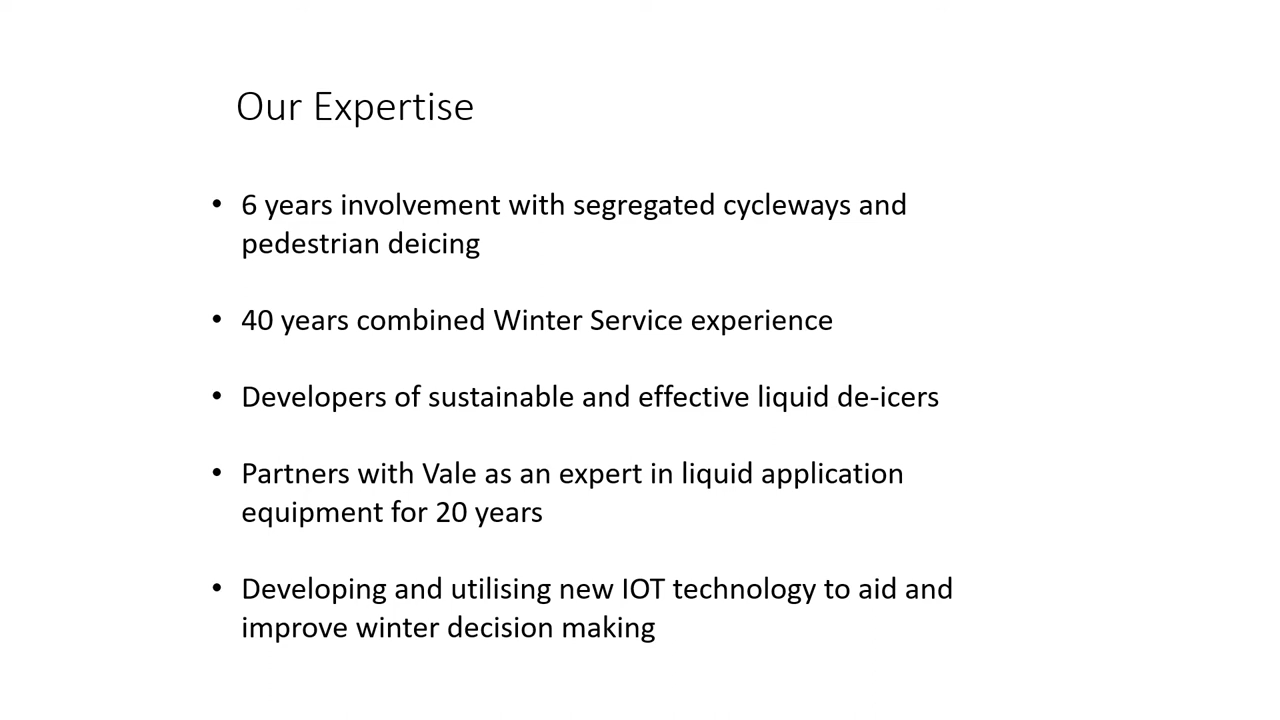 Our Expertise
• 6 years involvement with segregated cycleways and
pedestrian deicing
• 40 years combined Winter Service experience
• Developers of sustainable and effective liquid de-icers
• Partners with Vale as an expert in liquid application
equipment for 20 years
• Developing and utilising new IOT technology to aid and
improve winter decision making